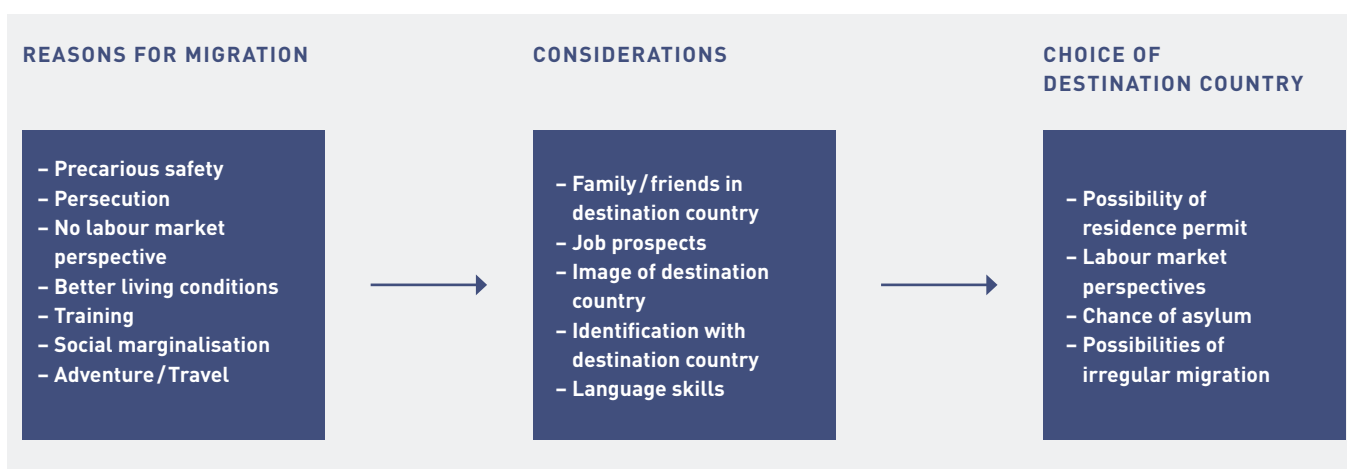 REASONS FOR MIGRATION
– Precarious safety
– Persecution
– No labour market
perspective
– Better living conditions
– Training
– Social marginalisation
– Adventure/Travel
CONSIDERATIONS
– Family/friends in
destination country
– Job prospects
– Image of destination
country
– Identification with
destination country
– Language skills
CHOICE OF
DESTINATION COUNTRY
– Possibility of
residence permit
– Labour market
perspectives
– Chance of asylum
– Possibilities of
irregular migration